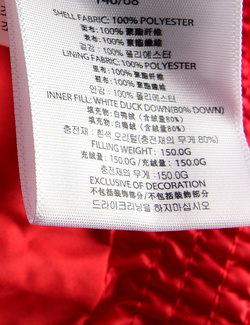 140/68
SHELL FABRIC: 100% POLYESTER
面布: 100% 聚酯纤维
表布: 100% 聚酯纖維
겉감: 100% 폴리에스터
LINING FABRIC: 100% POLYESTER
里布: 100% 聚酯纤维
裏布: 100% 聚酯纖維
안감: 100% 폴리에스터
INNER FILL: WHITE DUCK DOWN(80% DOWN)
填充物: 白鸭绒 (含绒量80%)
填充物: 白鴨絨 (含絨量80%)
충전재: 흰색 오리털(충전재의 무게 80%)
FILLING WEIGHT: 150.0G
充绒量: 150.0G/ 充絨量: 150.0G
충전재의 무게: 150.0G
EXCLUSIVE OF DECORATION
不包括装饰部分/ 不包括裝飾部分
드라이크리닝을 하지마십시오